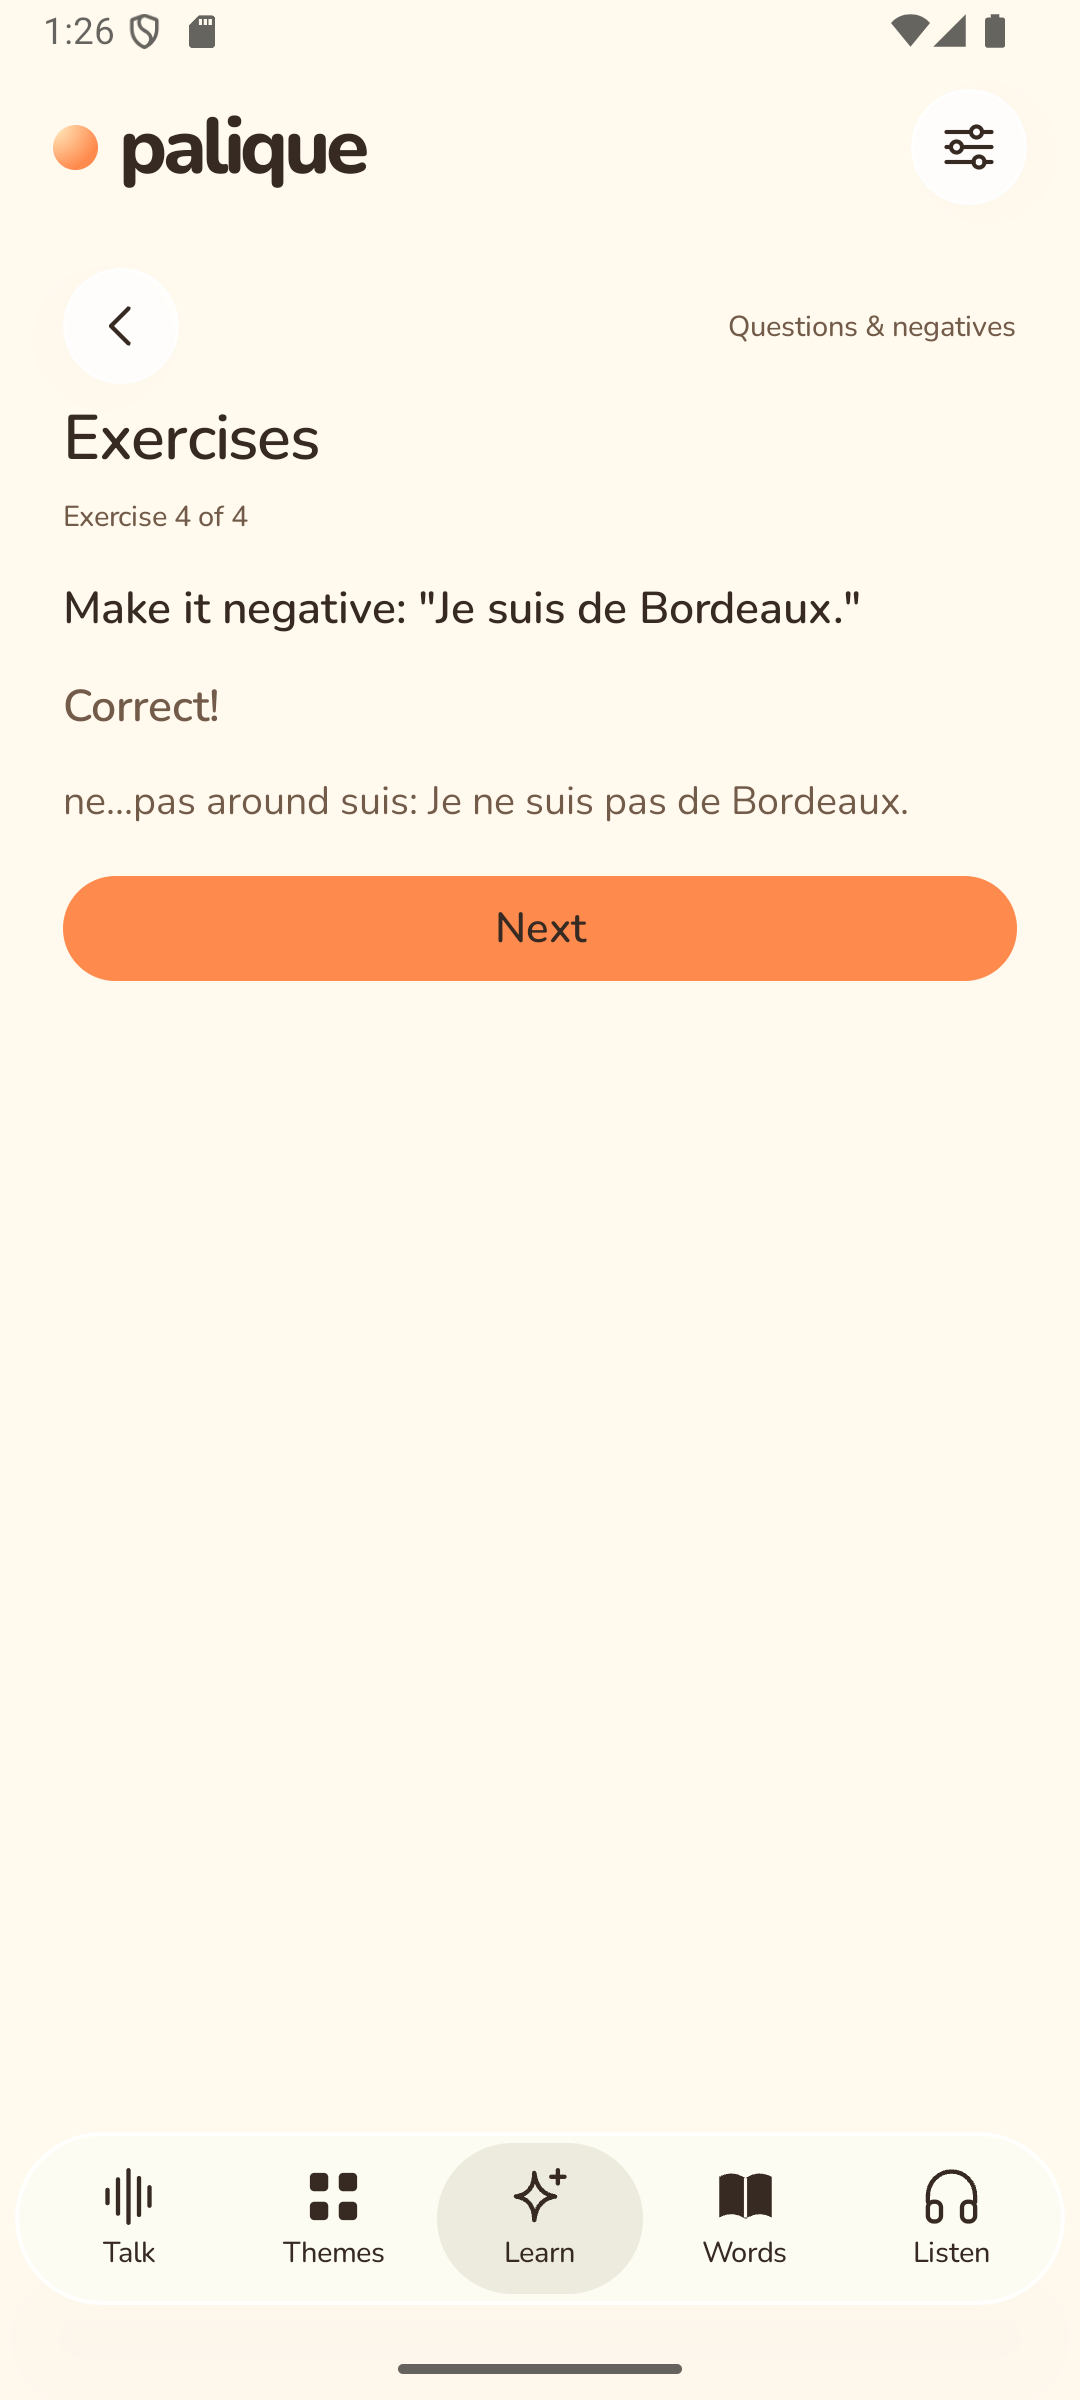 1:26
palique
Questions & negatives
Exercises
Exercise 4 of 4
Make it negative: "Je suis de Bordeaux."
Correct!
ne...pas around suis: Je ne suis pas de Bordeaux.
Next
Talk Themes Learn Words Listen